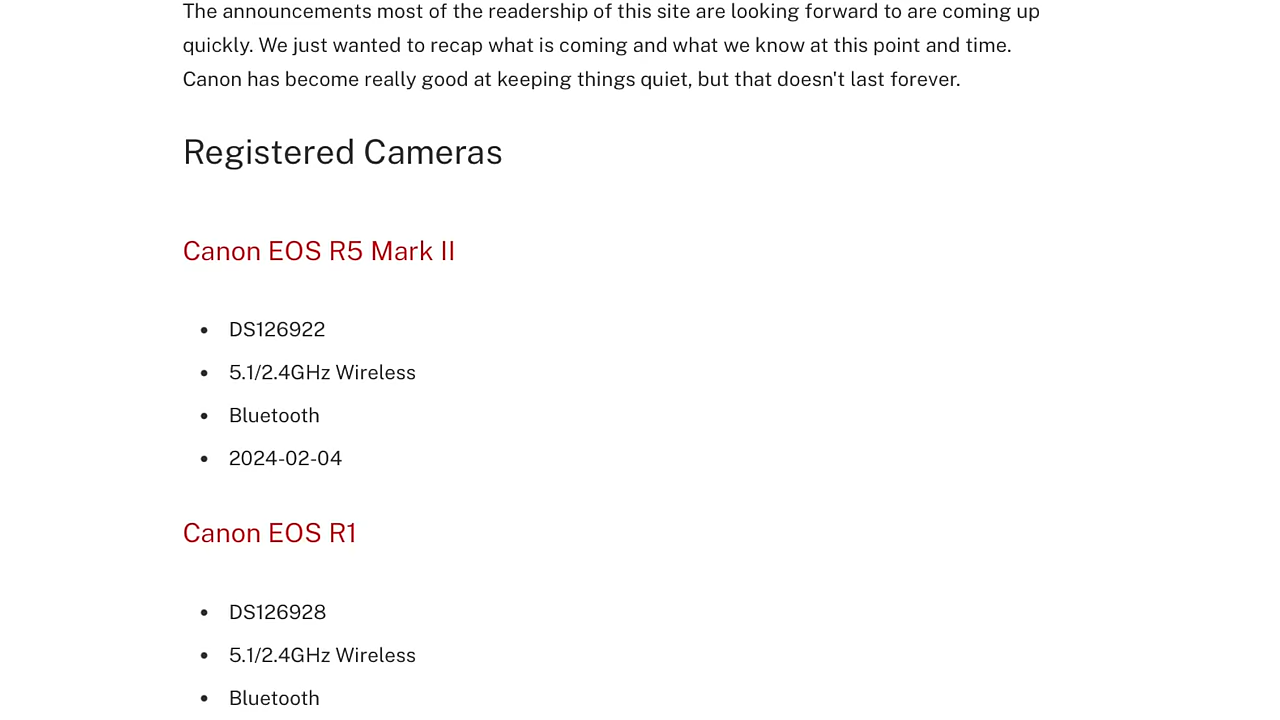 The announcements most of the readership of this site are looking forward to are coming up
quickly. We just wanted to recap what is coming and what we know at this point and time.
Canon has become really good at keeping things quiet, but that doesn't last forever.
Registered Cameras
Canon EOS R5 Mark II
• DS126922
• 5.1/2.4GHz Wireless
• Bluetooth
• 2024-02-04
Canon EOS R1
• DS126928
• 5.1/2.4GHz Wireless
• Bluetooth